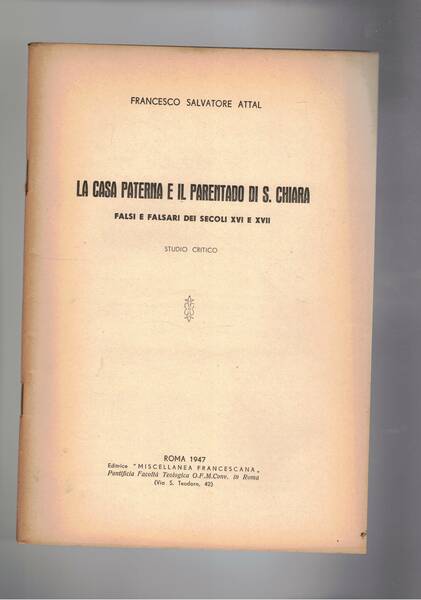 FRANCESCO SALVATORE ATTAL
LA CASA PATERNA E IL PARENTADO DI S. CHIARA
FALSI E FALSARI DEI SECOLI XVI E XVII
STUDIO CRITICO
ROMA 1947
Editrice "MISCELLANEA FRANCESCANA„
Pontificia Facoltà Teologica O.F.M.Conv. in Roma
(Via S. Teodoro, 42)